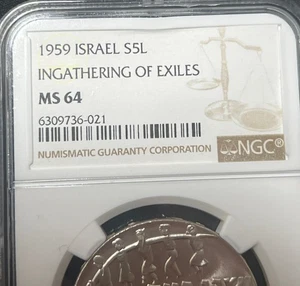 1959 ISRAEL S5L
INGATHERING OF EXILES
MS 64
6309736-021
NUMISMATIC GUARANTY CORPORATION
NGC